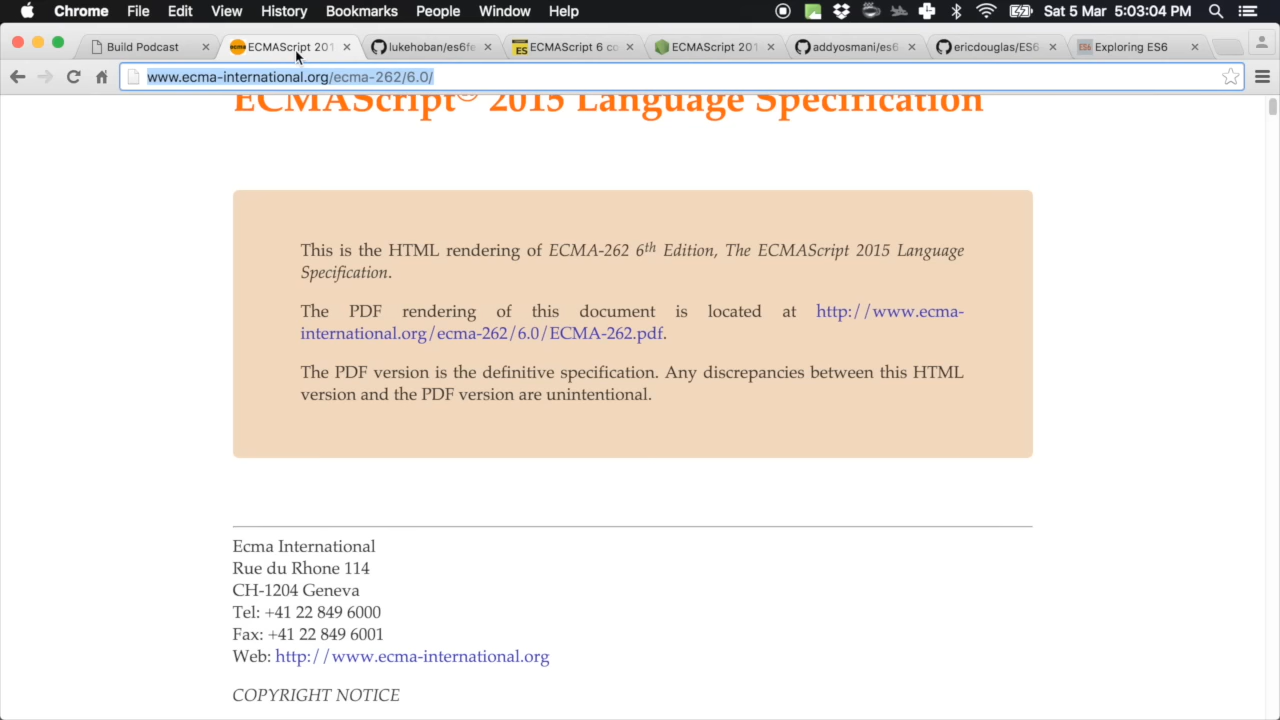 Chrome File Edit View History Bookmarks People Window Help Sat 5 Mar 5:03:04 PM
Build Podcast ECMAScript 201 lukehoban/es6fe ECMAScript 6 co ECMAScript 201 addyosmani/es6 ericdouglas/ES6 Exploring ES6
www.ecma-international.org/ecma-262/6.0/
ECMAScript® 2015 Language Specification
This is the HTML rendering of ECMA-262 6th Edition, The ECMAScript 2015 Language
Specification.
The PDF rendering of this document is located at http://www.ecma-
international.org/ecma-262/6.0/ECMA-262.pdf.
The PDF version is the definitive specification. Any discrepancies between this HTML
version and the PDF version are unintentional.
Ecma International
Rue du Rhone 114
CH-1204 Geneva
Tel: +41 22 849 6000
Fax: +41 22 849 6001
Web: http://www.ecma-international.org
COPYRIGHT NOTICE